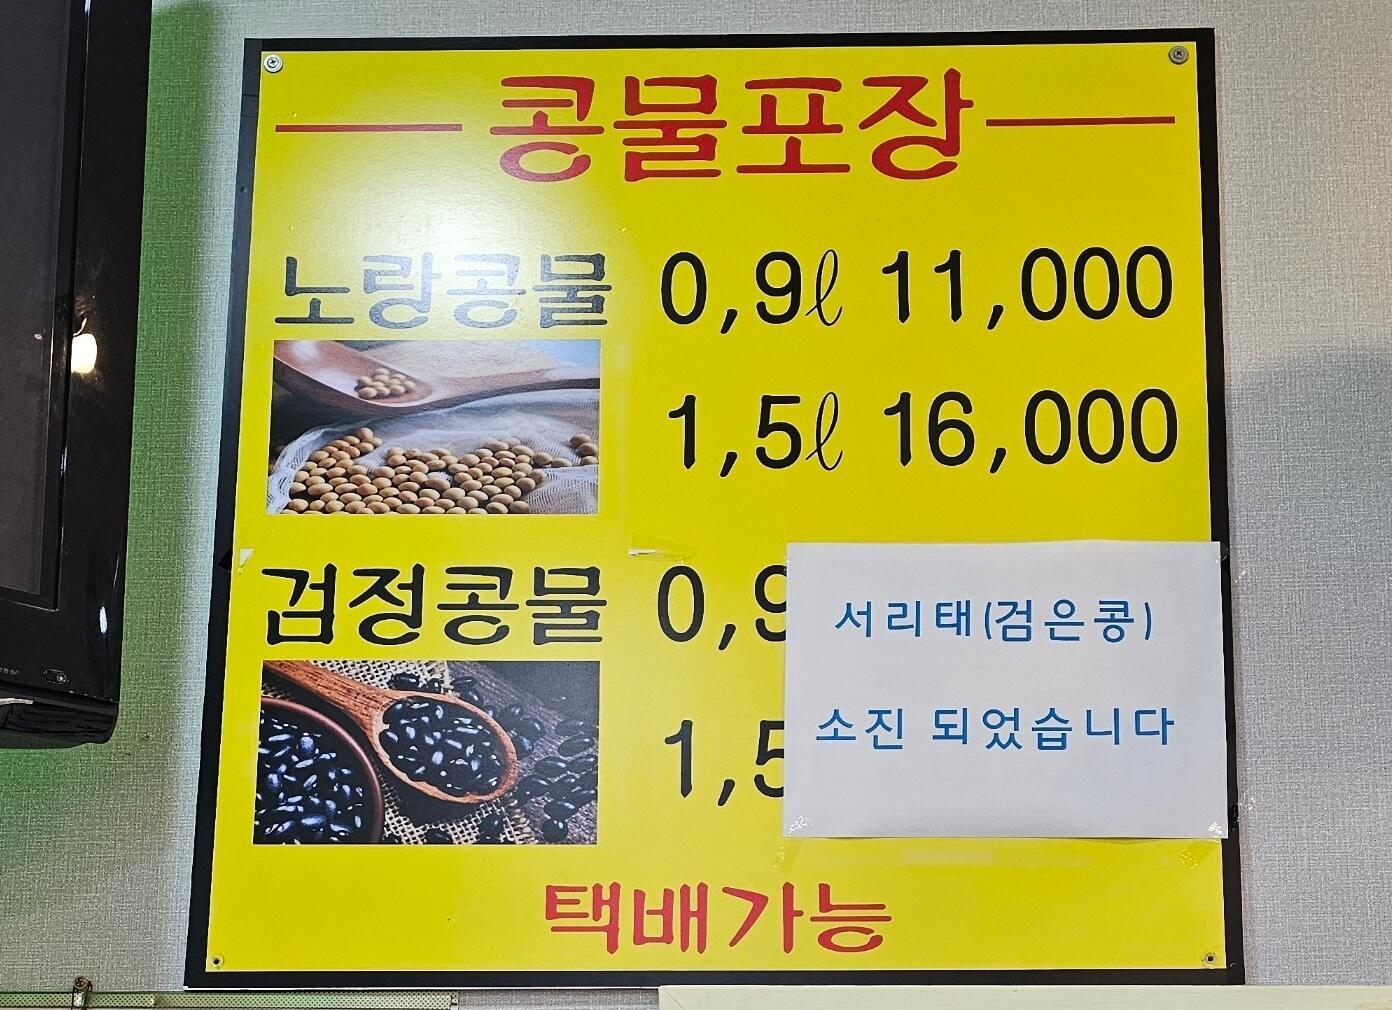 콩물포장
노랑콩물 0,9ℓ 11,000
1,5ℓ 16,000
검정콩물 0,9
1,5
서리태(검은콩)
소진 되었습니다
택배가능